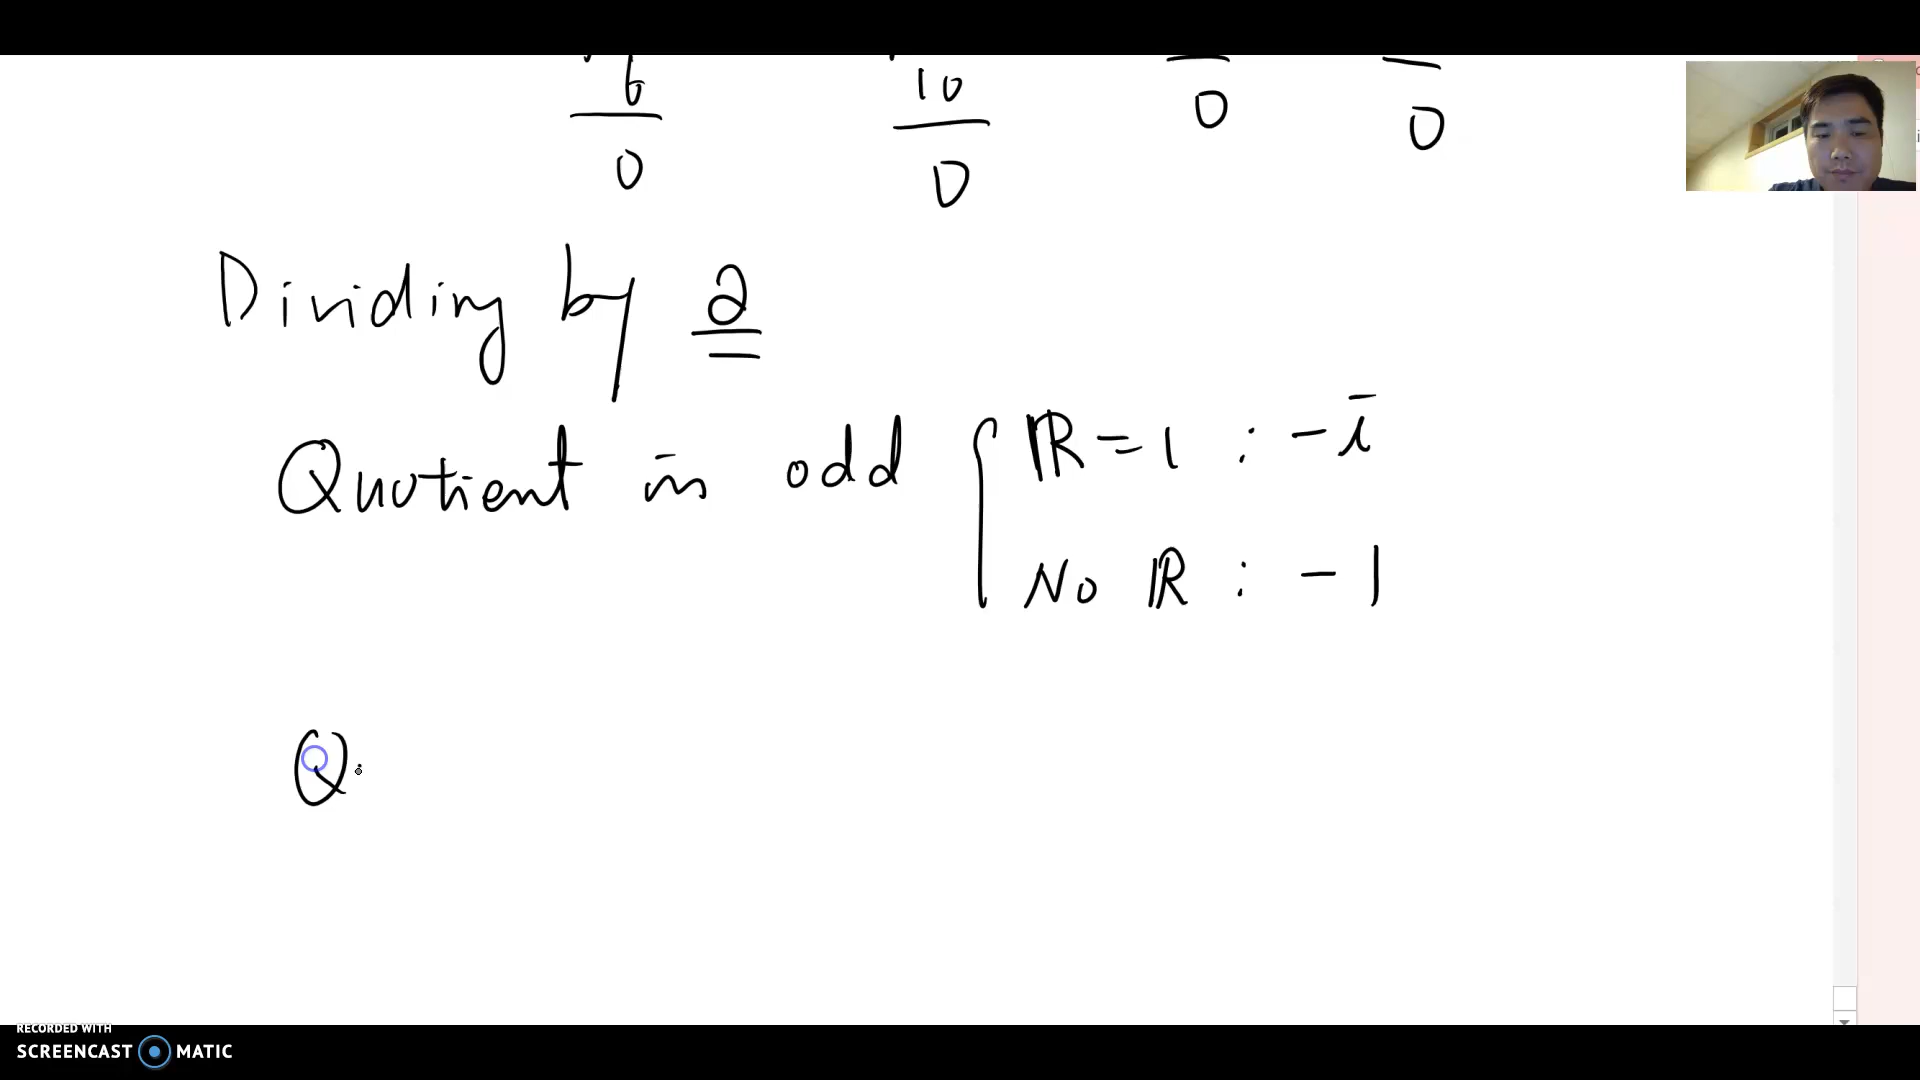 6 10 0 0
0 0
Dividing by 2
Quotient is odd { ℝ = 1 : - i
No ℝ : - 1
Q
RECORDED WITH
SCREENCAST MATIC